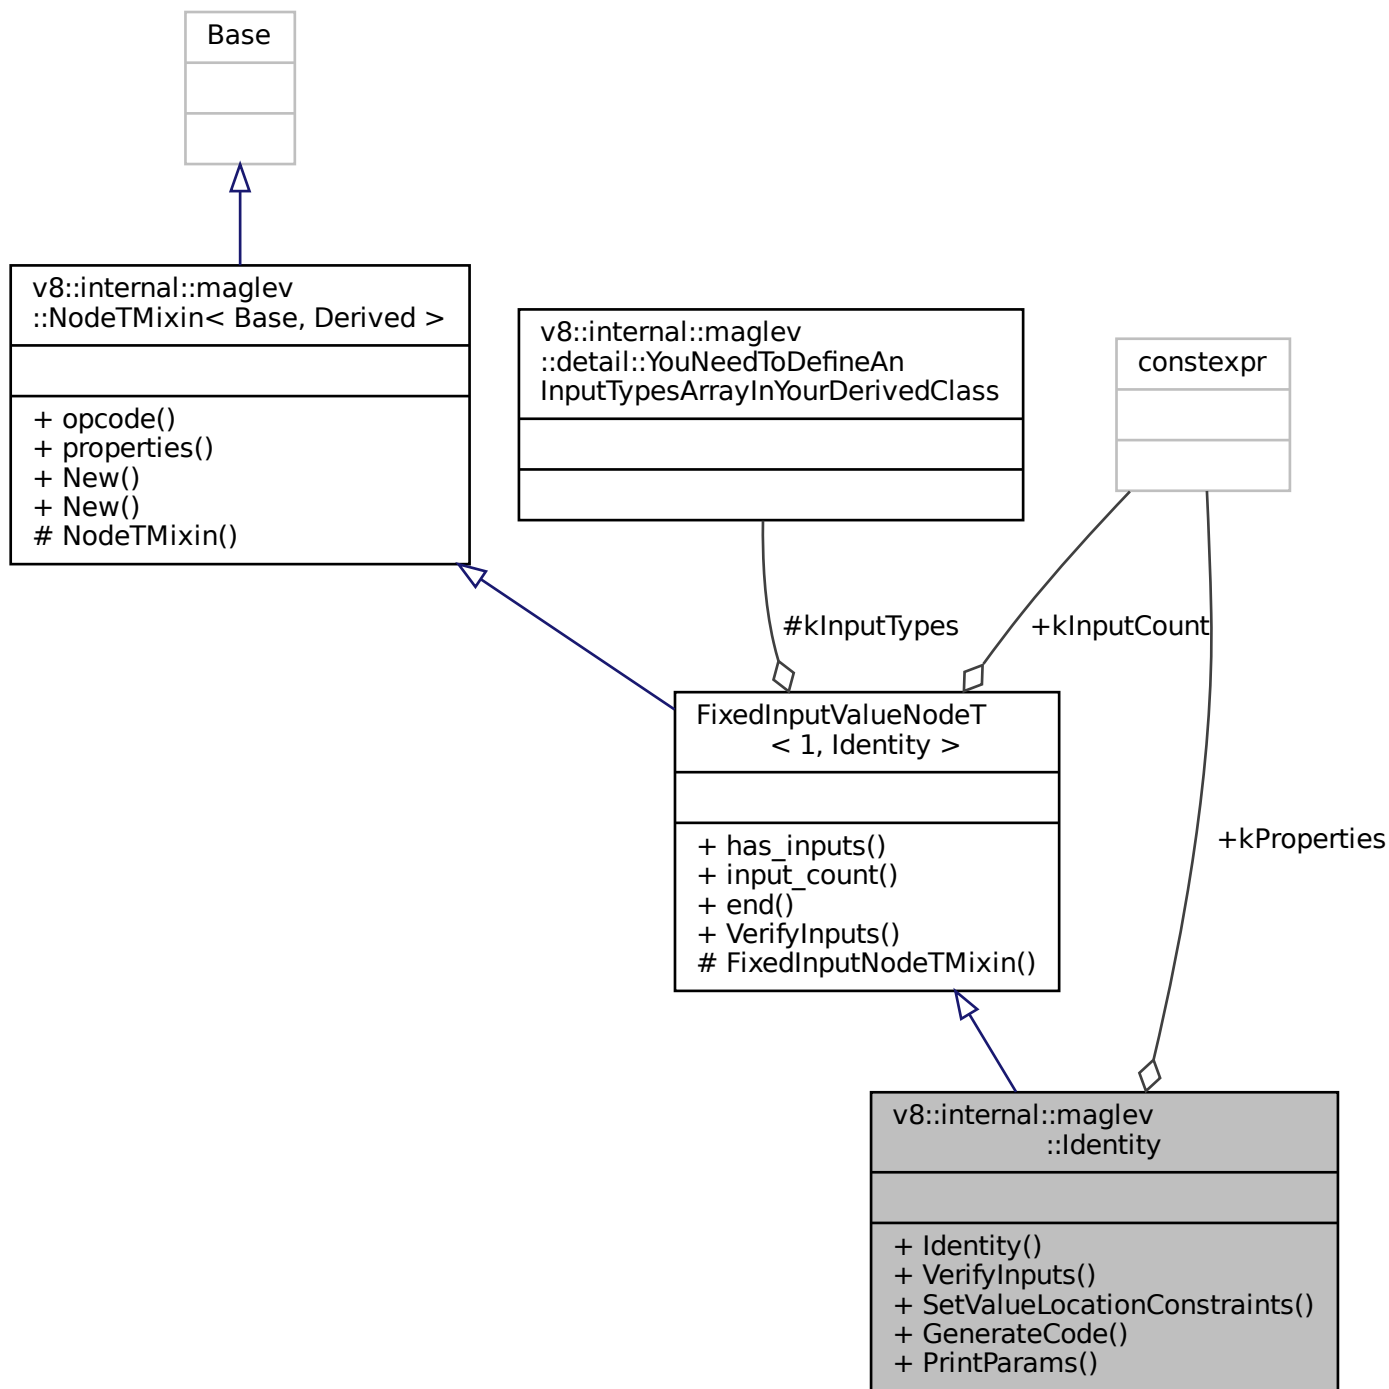 Base
v8::internal::maglev
::NodeTMixin< Base, Derived >
+ opcode()
+ properties()
+ New()
+ New()
# NodeTMixin()
v8::internal::maglev
::detail::YouNeedToDefineAn
InputTypesArrayInYourDerivedClass
constexpr
#kInputTypes
+kInputCount
FixedInputValueNodeT
< 1, Identity >
+ has_inputs()
+ input_count()
+ end()
+ VerifyInputs()
# FixedInputNodeTMixin()
+kProperties
v8::internal::maglev
::Identity
+ Identity()
+ VerifyInputs()
+ SetValueLocationConstraints()
+ GenerateCode()
+ PrintParams()